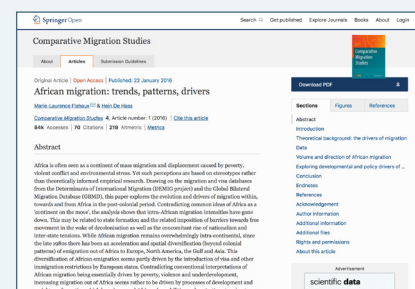 Springer Open
Search Get published Explore Journals Books About Login
Comparative Migration Studies
About Articles Submission Guidelines
Comparative
Migration
Studies
Original Article | Open Access | Published: 22 January 2016
African migration: trends, patterns, drivers
Marie-Laurence Flahaux & Hein De Haas
Comparative Migration Studies 4, Article number: 1 (2016) | Cite this article
84k Accesses | 70 Citations | 219 Altmetric | Metrics
Abstract
Africa is often seen as a continent of mass migration and displacement caused by poverty,
violent conflict and environmental stress. Yet such perceptions are based on stereotypes rather
than theoretically informed empirical research. Drawing on the migration and visa databases
from the Determinants of International Migration (DEMIG) project and the Global Bilateral
Migration Database (GBMD), this paper explores the evolution and drivers of migration within,
towards and from Africa in the post-colonial period. Contradicting common ideas of Africa as a
'continent on the move', the analysis shows that intra-African migration intensities have gone
down. This may be related to state formation and the related imposition of barriers towards free
movement in the wake of decolonisation as well as the concomitant rise of nationalism and
inter-state tensions. While African migration remains overwhelmingly intra-continental, since
the late 1980s there has been an acceleration and spatial diversification (beyond colonial
patterns) of emigration out of Africa to Europe, North America, the Gulf and Asia. This
diversification of African emigration seems partly driven by the introduction of visa and other
immigration restrictions by European states. Contradicting conventional interpretations of
African migration being essentially driven by poverty, violence and underdevelopment,
increasing migration out of Africa seems rather to be driven by processes of development and
Download PDF
Sections Figures References
Abstract
Introduction
Theoretical background: the drivers of migration
Data
Volume and direction of African migration
Exploring developmental and policy drivers of ...
Conclusion
Endnotes
References
Acknowledgement
Author information
Additional information
Additional files
Rights and permissions
About this article
Advertisement
scientific data